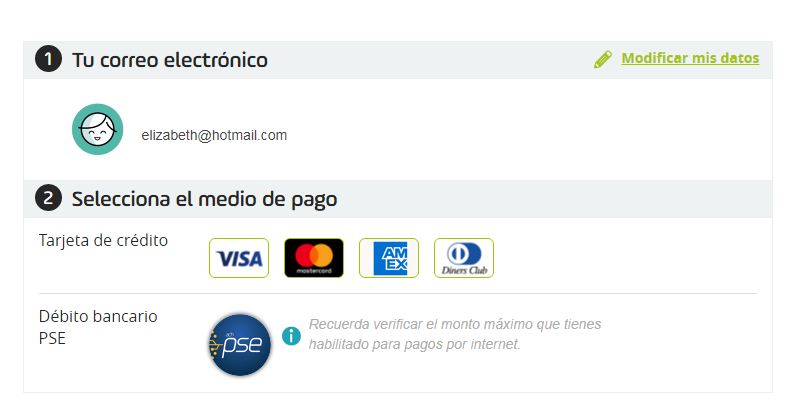 1 Tu correo electrónico
Modificar mis datos
elizabeth@hotmail.com
2 Selecciona el medio de pago
Tarjeta de crédito
VISA
mastercard
AM
EX
Diners Club
Débito bancario
PSE
ach
pse
Recuerda verificar el monto máximo que tienes
habilitado para pagos por internet.